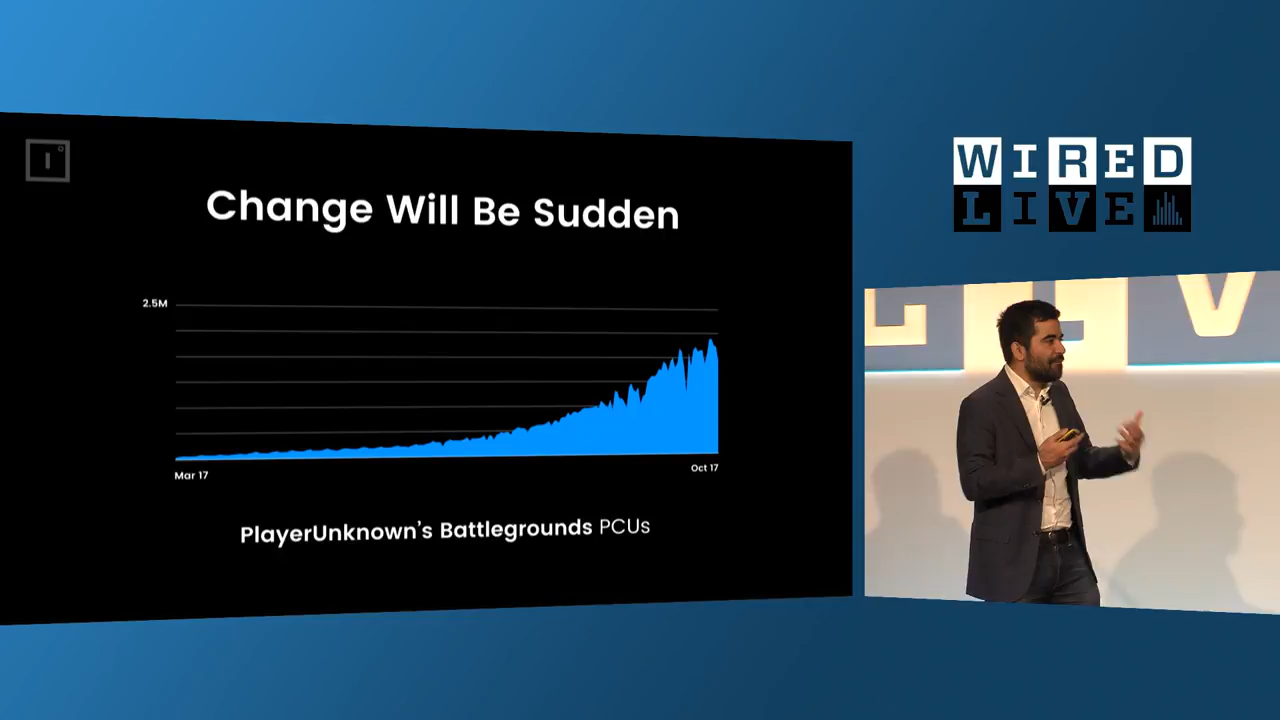 Change Will Be Sudden
2.5M
Mar 17
Oct 17
PlayerUnknown's Battlegrounds PCUs
WIRED
LIVE
L I V